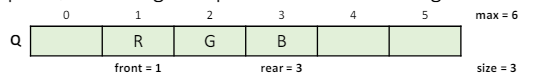 0 1 2 3 4 5 max = 6
Q R G B
front = 1 rear = 3 size = 3